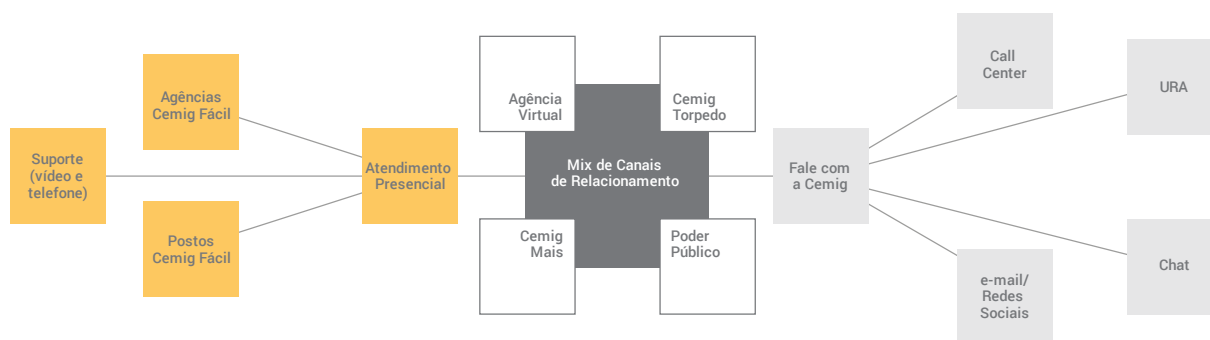 Suporte
(vídeo e
telefone)
Agências
Cemig Fácil
Postos
Cemig Fácil
Atendimento
Presencial
Agência
Virtual
Cemig
Torpedo
Mix de Canais
de Relacionamento
Cemig
Mais
Poder
Público
Fale com
a Cemig
Call
Center
URA
e-mail/
Redes
Sociais
Chat